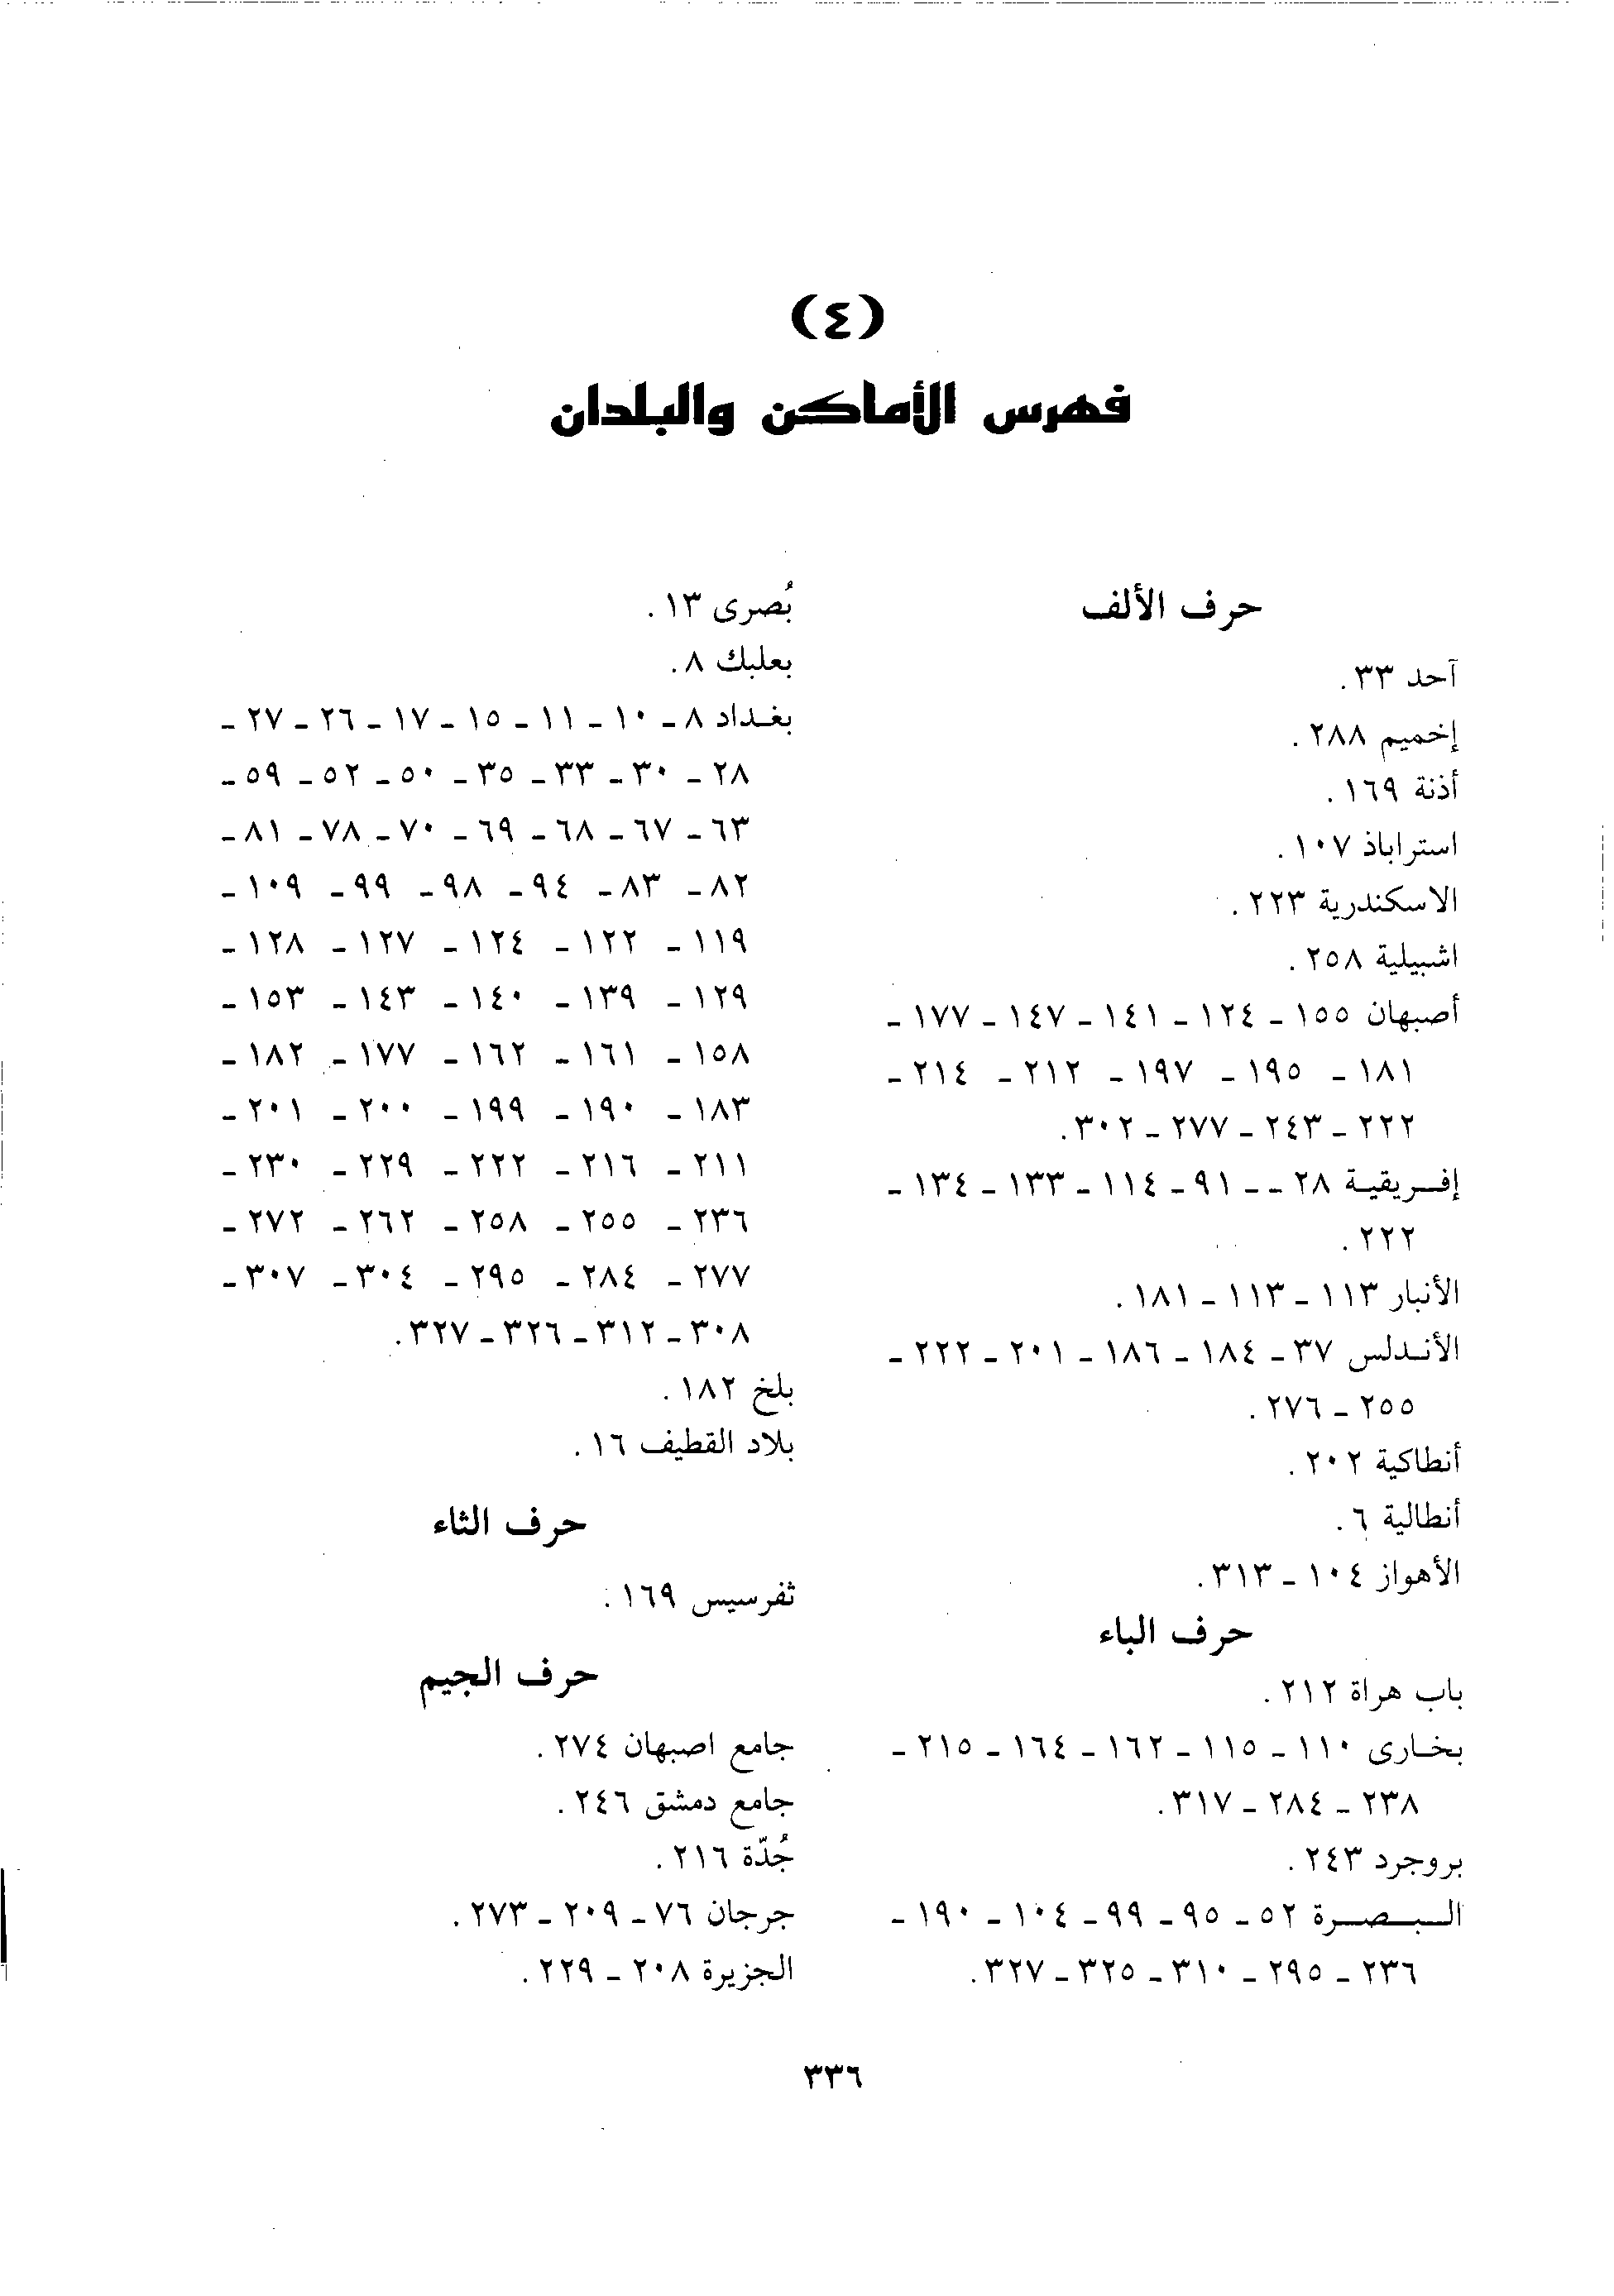 (٤)
فهرس الأماكن والبلدان
حرف الألف
آحد ٣٣.
إخميم ٢٨٨.
أذنة ١٦٩.
استراباذ ١٠٧.
الاسكندرية ٢٢٣.
اشبيلية ٢٥٨.
أصبهان ١٥٥ - ١٢٤ - ١٤١ - ١٤٧ - ١٧٧ -
١٨١ - ١٩٥ - ١٩٧ - ٢١٢ - ٢١٤ -
٢٢٢ - ٢٤٣ - ٢٧٧ - ٣٠٢.
إفريقية ٢٨ - - ٩١ - ١١٤ - ١٣٣ - ١٣٤ -
٢٢٢.
الأنبار ١١٣ - ١١٣ - ١٨١.
الأندلس ٣٧ - ١٨٤ - ١٨٦ - ٢٠١ - ٢٢٢ -
٢٥٥ - ٢٧٦.
أنطاكية ٢٠٢.
أنطالية ٦.
الأهواز ١٠٤ - ٣١٣.
حرف الباء
باب هراة ٢١٢.
بخارى ١١٠ - ١١٥ - ١٦٢ - ١٦٤ - ٢١٥ -
٢٣٨ - ٢٨٤ - ٣١٧.
بروجرد ٢٤٣.
البصرة ٥٢ - ٩٥ - ٩٩ - ١٠٤ - ١٩٠ -
٢٣٦ - ٢٩٥ - ٣١٠ - ٣٢٥ - ٣٢٧.
بُصرى ١٣.
بعلبك ٨.
بغداد ٨ - ١٠ - ١١ - ١٥ - ١٧ - ٢٦ - ٢٧ -
٢٨ - ٣٠ - ٣٣ - ٣٥ - ٥٠ - ٥٢ - ٥٩ -
٦٣ - ٦٧ - ٦٨ - ٦٩ - ٧٠ - ٧٨ - ٨١ -
٨٢ - ٨٣ - ٩٤ - ٩٨ - ٩٩ - ١٠٩ -
١١٩ - ١٢٢ - ١٢٤ - ١٢٧ - ١٢٨ -
١٢٩ - ١٣٩ - ١٤٠ - ١٤٣ - ١٥٣ -
١٥٨ - ١٦١ - ١٦٢ - ١٧٧ - ١٨٢ -
١٨٣ - ١٩٠ - ١٩٩ - ٢٠٠ - ٢٠١ -
٢١١ - ٢١٦ - ٢٢٢ - ٢٢٩ - ٢٣٠ -
٢٣٦ - ٢٥٥ - ٢٥٨ - ٢٦٢ - ٢٧٢ -
٢٧٧ - ٢٨٤ - ٢٩٥ - ٣٠٤ - ٣٠٧ -
٣٠٨ - ٣١٢ - ٣٢٦ - ٣٢٧.
بلخ ١٨٢.
بلاد القطيف ١٦.
حرف الثاء
ثفرسيس ١٦٩.
حرف الجيم
جامع اصبهان ٢٧٤.
جامع دمشق ٢٤٦.
جُدّة ٢١٦.
جرجان ٧٦ - ٢٠٩ - ٢٧٣.
الجزيرة ٢٠٨ - ٢٢٩.
٣٣٦